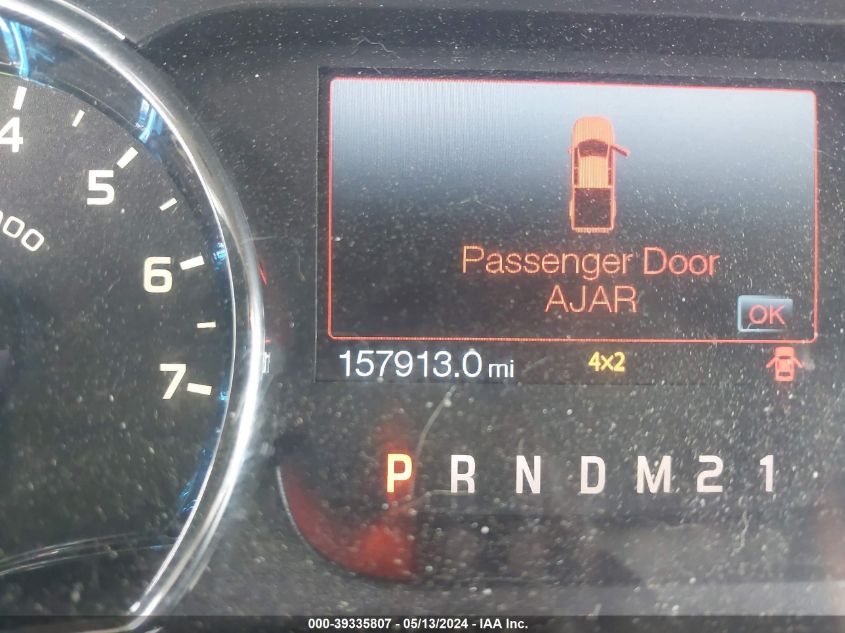 4
5
000
6
7
Passenger Door
AJAR
OK
157913.0 mi
4x2
P R N D M 2 1
000-39335807 - 05/13/2024 - IAA Inc.